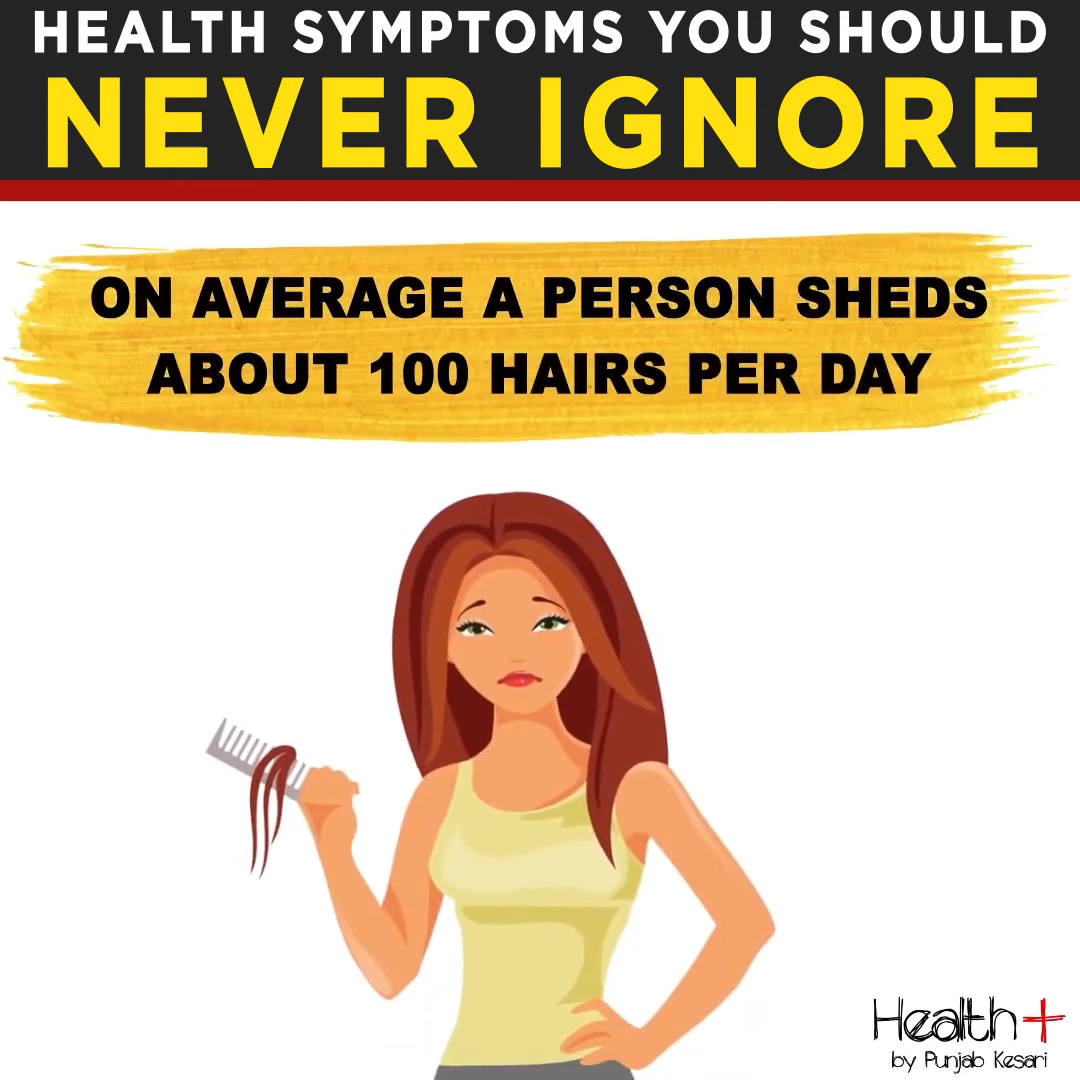 HEALTH SYMPTOMS YOU SHOULD
NEVER IGNORE
ON AVERAGE A PERSON SHEDS
ABOUT 100 HAIRS PER DAY
Health+
by Punjab Kesari